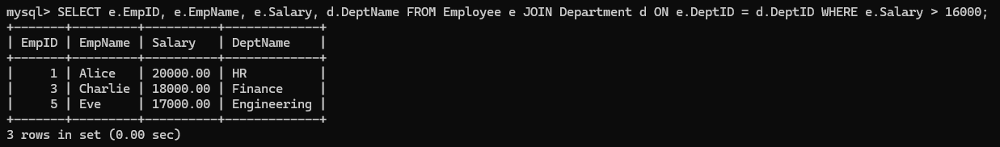 mysql> SELECT e.EmpID, e.EmpName, e.Salary, d.DeptName FROM Employee e JOIN Department d ON e.DeptID = d.DeptID WHERE e.Salary > 16000;
+-------+---------+----------+-------------+
| EmpID | EmpName | Salary   | DeptName    |
+-------+---------+----------+-------------+
|     1 | Alice   | 20000.00 | HR          |
|     3 | Charlie | 18000.00 | Finance     |
|     5 | Eve     | 17000.00 | Engineering |
+-------+---------+----------+-------------+
3 rows in set (0.00 sec)